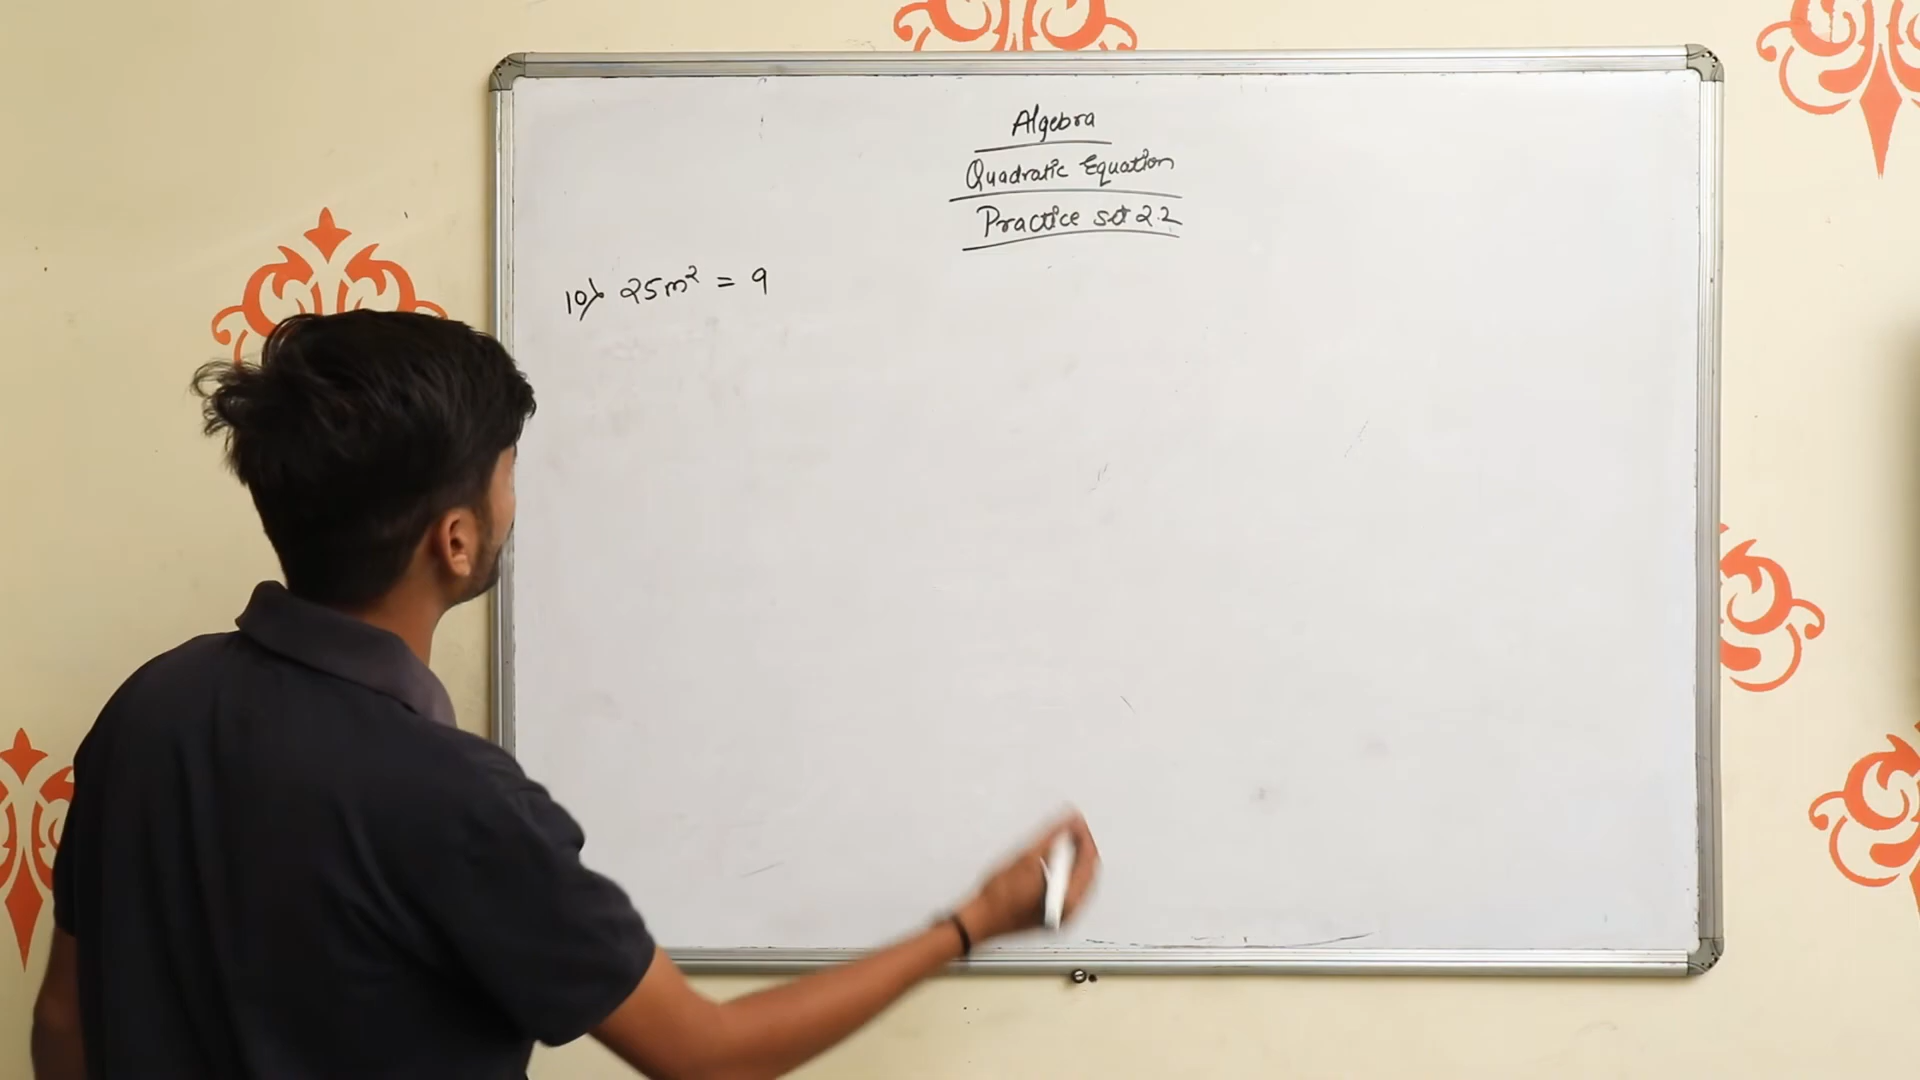 Algebra
Quadratic Equation
Practice set 2.2
10) 25m² = 9